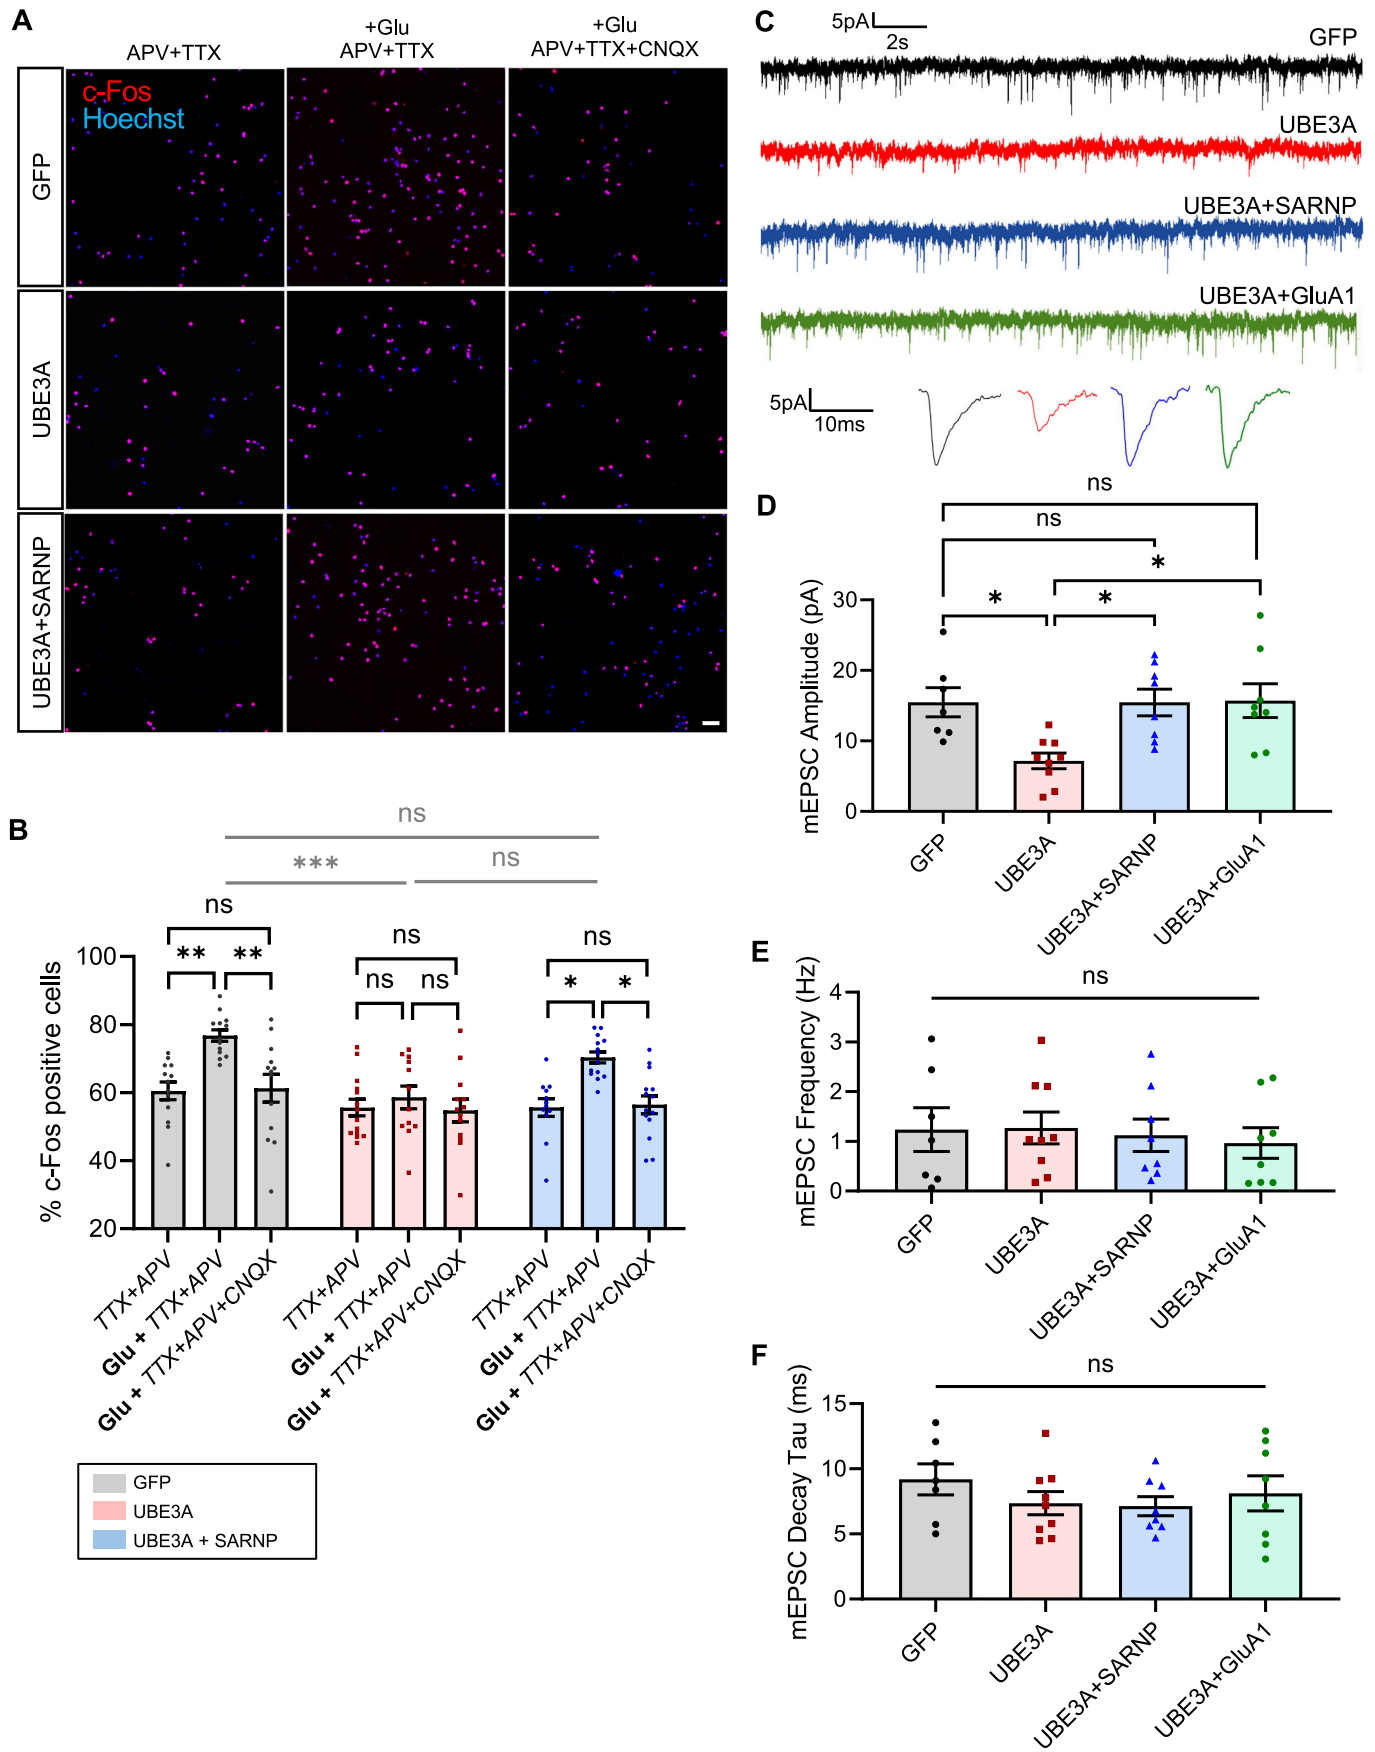 A
APV+TTX
+Glu
APV+TTX
+Glu
APV+TTX+CNQX
c-Fos
Hoechst
GFP
UBE3A
UBE3A+SARNP
B
ns
***
ns
ns
**
**
ns
ns
ns
ns
*
*
% c-Fos positive cells
100
80
60
40
20
TTX+APV
Glu + TTX+APV
Glu + TTX+APV+CNQX
TTX+APV
Glu + TTX+APV
Glu + TTX+APV+CNQX
TTX+APV
Glu + TTX+APV
Glu + TTX+APV+CNQX
GFP
UBE3A
UBE3A + SARNP
C
5pA
2s
GFP
UBE3A
UBE3A+SARNP
UBE3A+GluA1
5pA
10ms
D
ns
ns
*
*
*
mEPSC Amplitude (pA)
30
20
10
0
GFP
UBE3A
UBE3A+SARNP
UBE3A+GluA1
E
ns
mEPSC Frequency (Hz)
4
3
2
1
0
GFP
UBE3A
UBE3A+SARNP
UBE3A+GluA1
F
ns
mEPSC Decay Tau (ms)
15
10
5
0
GFP
UBE3A
UBE3A+SARNP
UBE3A+GluA1